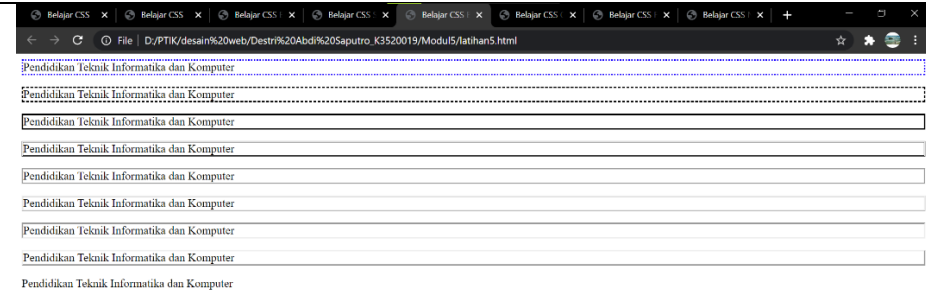 Belajar CSS
Belajar CSS
Belajar CSS
Belajar CSS
Belajar CSS
Belajar CSS
Belajar CSS
Belajar CSS
File D:/PTIK/desain%20web/Destri%20Abdi%20Saputro_K3520019/Modul5/latihan5.html
Pendidikan Teknik Informatika dan Komputer
Pendidikan Teknik Informatika dan Komputer
Pendidikan Teknik Informatika dan Komputer
Pendidikan Teknik Informatika dan Komputer
Pendidikan Teknik Informatika dan Komputer
Pendidikan Teknik Informatika dan Komputer
Pendidikan Teknik Informatika dan Komputer
Pendidikan Teknik Informatika dan Komputer
Pendidikan Teknik Informatika dan Komputer